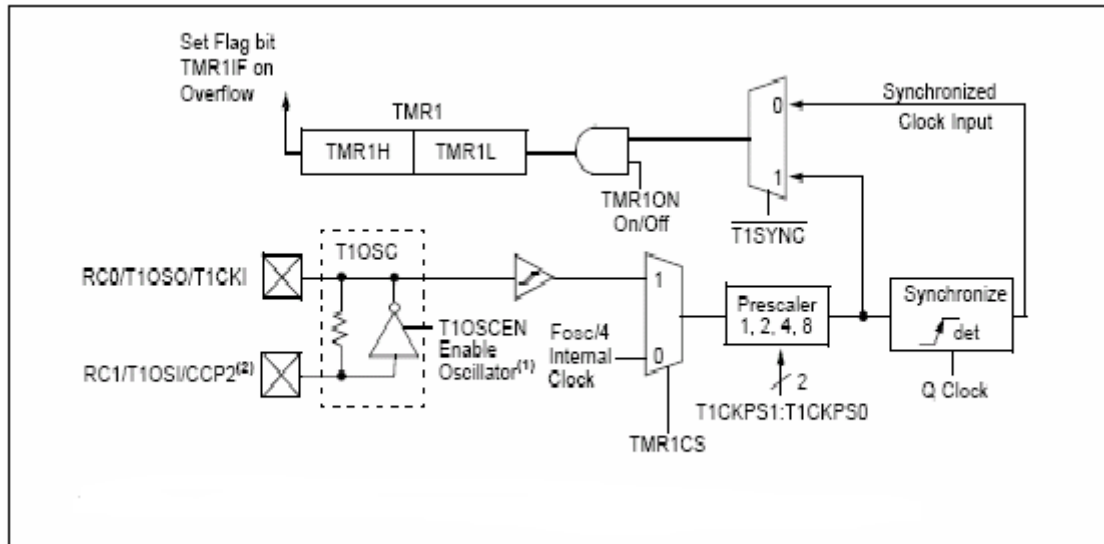 Set Flag bit
TMR1IF on
Overflow
TMR1
TMR1H
TMR1L
TMR1ON
On/Off
0
1
T1SYNC
Synchronized
Clock Input
RC0/T1OSO/T1CKI
T1OSC
RC1/T1OSI/CCP2(2)
T1OSCEN
Enable
Oscillator(1)
Fosc/4
Internal
Clock
1
0
TMR1CS
Prescaler
1, 2, 4, 8
2
T1CKPS1:T1CKPS0
Synchronize
det
Q Clock